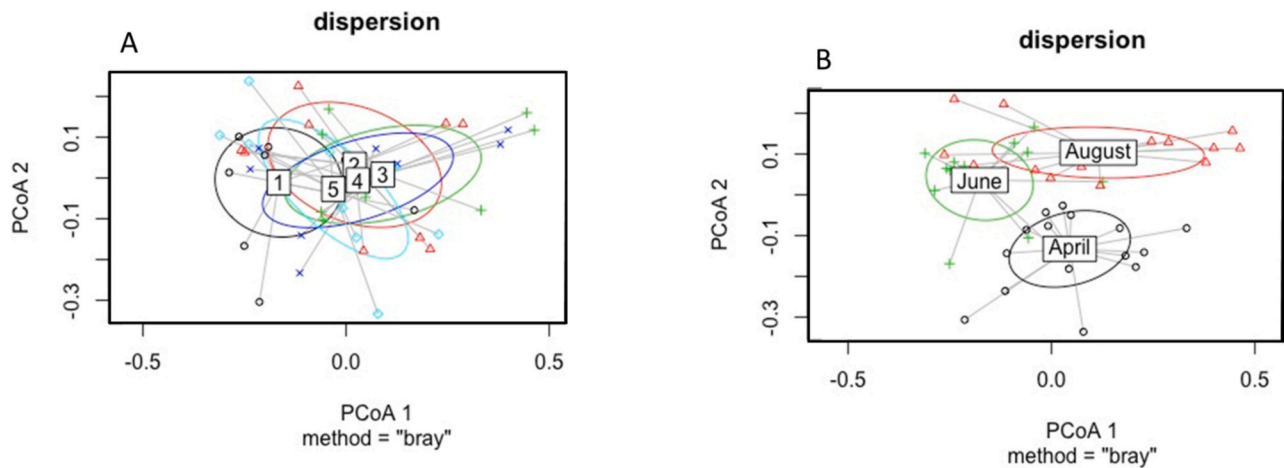 A
dispersion
PCoA 2
0.1
-0.1
-0.3
1
2
3
4
5
-0.5
0.0
0.5
PCoA 1
method = "bray"
B
dispersion
PCoA 2
0.1
-0.1
-0.3
August
June
April
-0.5
0.0
0.5
PCoA 1
method = "bray"